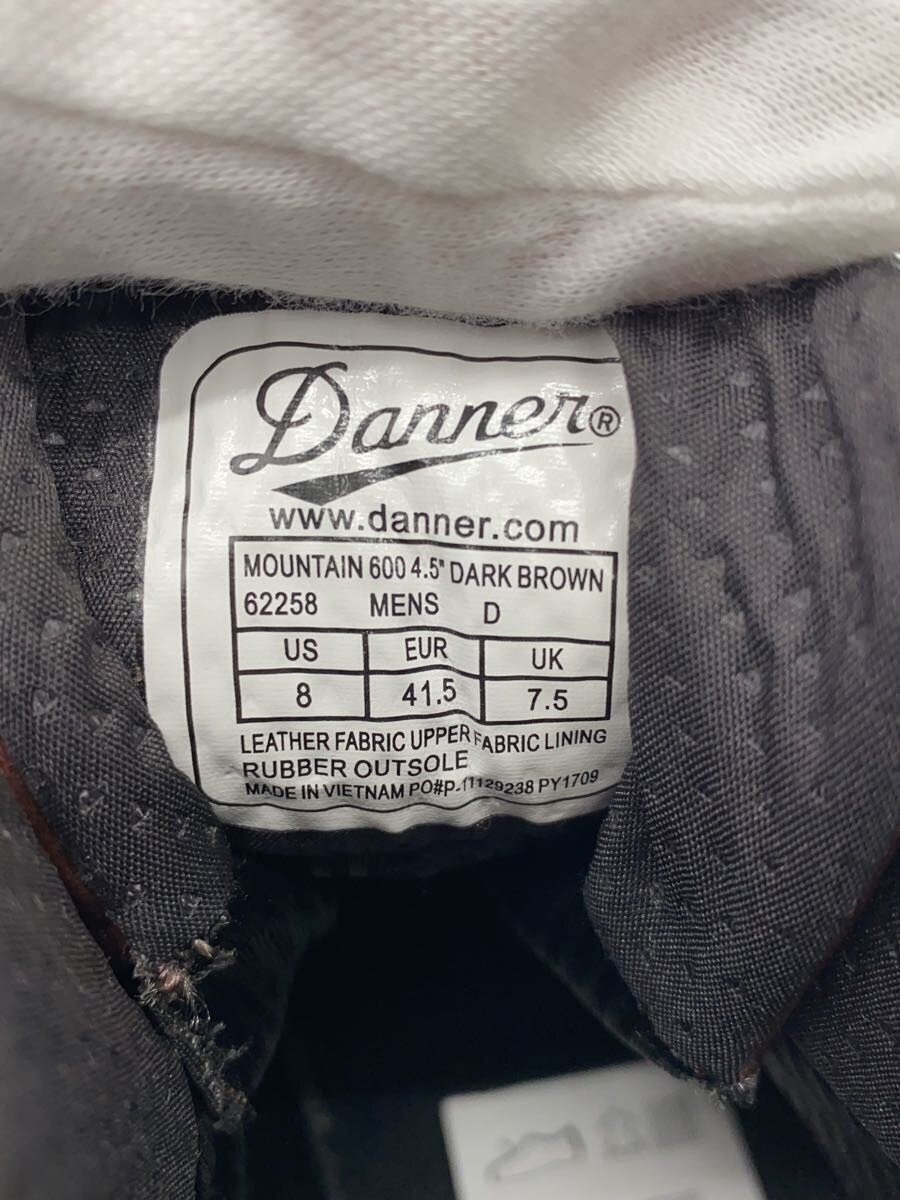 Danner®
www.danner.com
MOUNTAIN 600 4.5" DARK BROWN
62258 MENS D
US EUR UK
8 41.5 7.5
LEATHER FABRIC UPPER FABRIC LINING
RUBBER OUTSOLE
MADE IN VIETNAM PO#P-11129238 PY1709